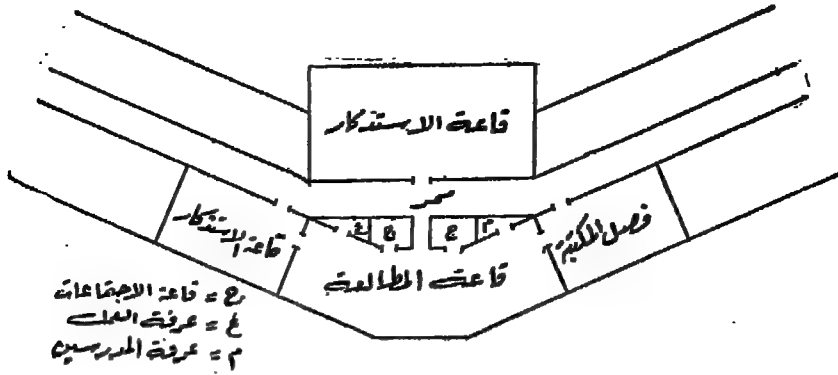 قاعة الاستذكار
ممر
قاعة الاستذكار
غ
ج
ج
م
فصل المكتبة
قاعة المطالعة
ج = قاعة الاجتماعات
غ = غرفة العمل
م = غرفة المدرسين